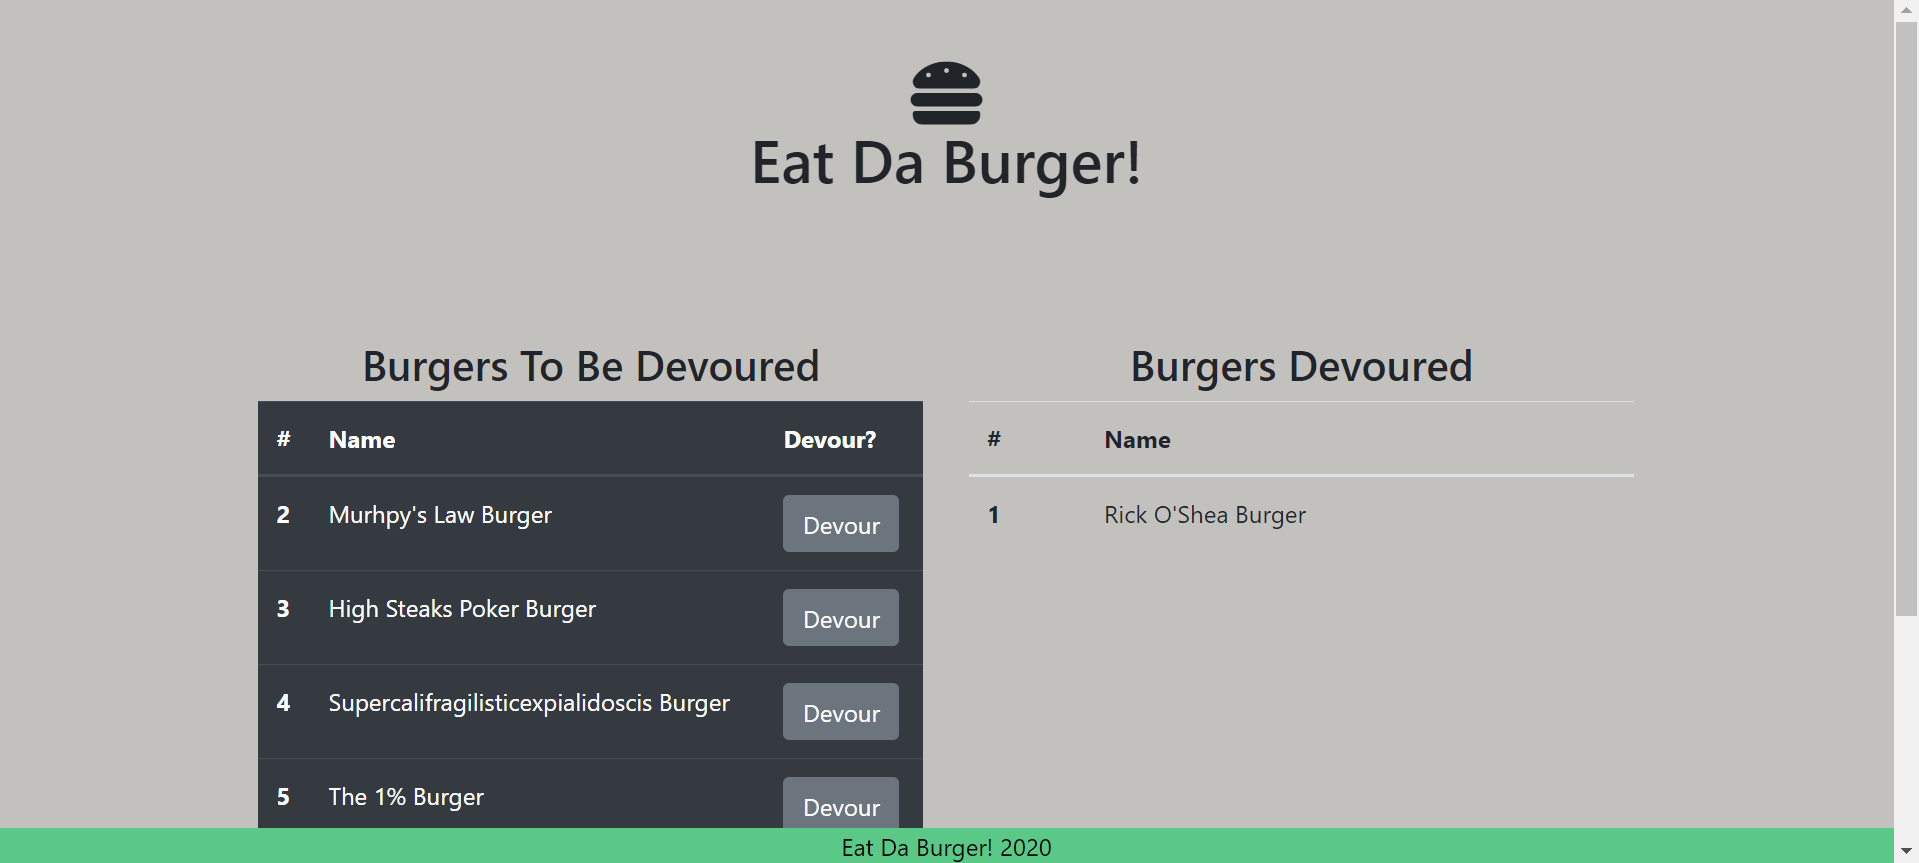 Eat Da Burger!
Burgers To Be Devoured
# Name Devour?
2 Murhpy's Law Burger Devour
3 High Steaks Poker Burger Devour
4 Supercalifragilisticexpialidoscis Burger Devour
5 The 1% Burger Devour
Burgers Devoured
# Name
1 Rick O'Shea Burger
Eat Da Burger! 2020